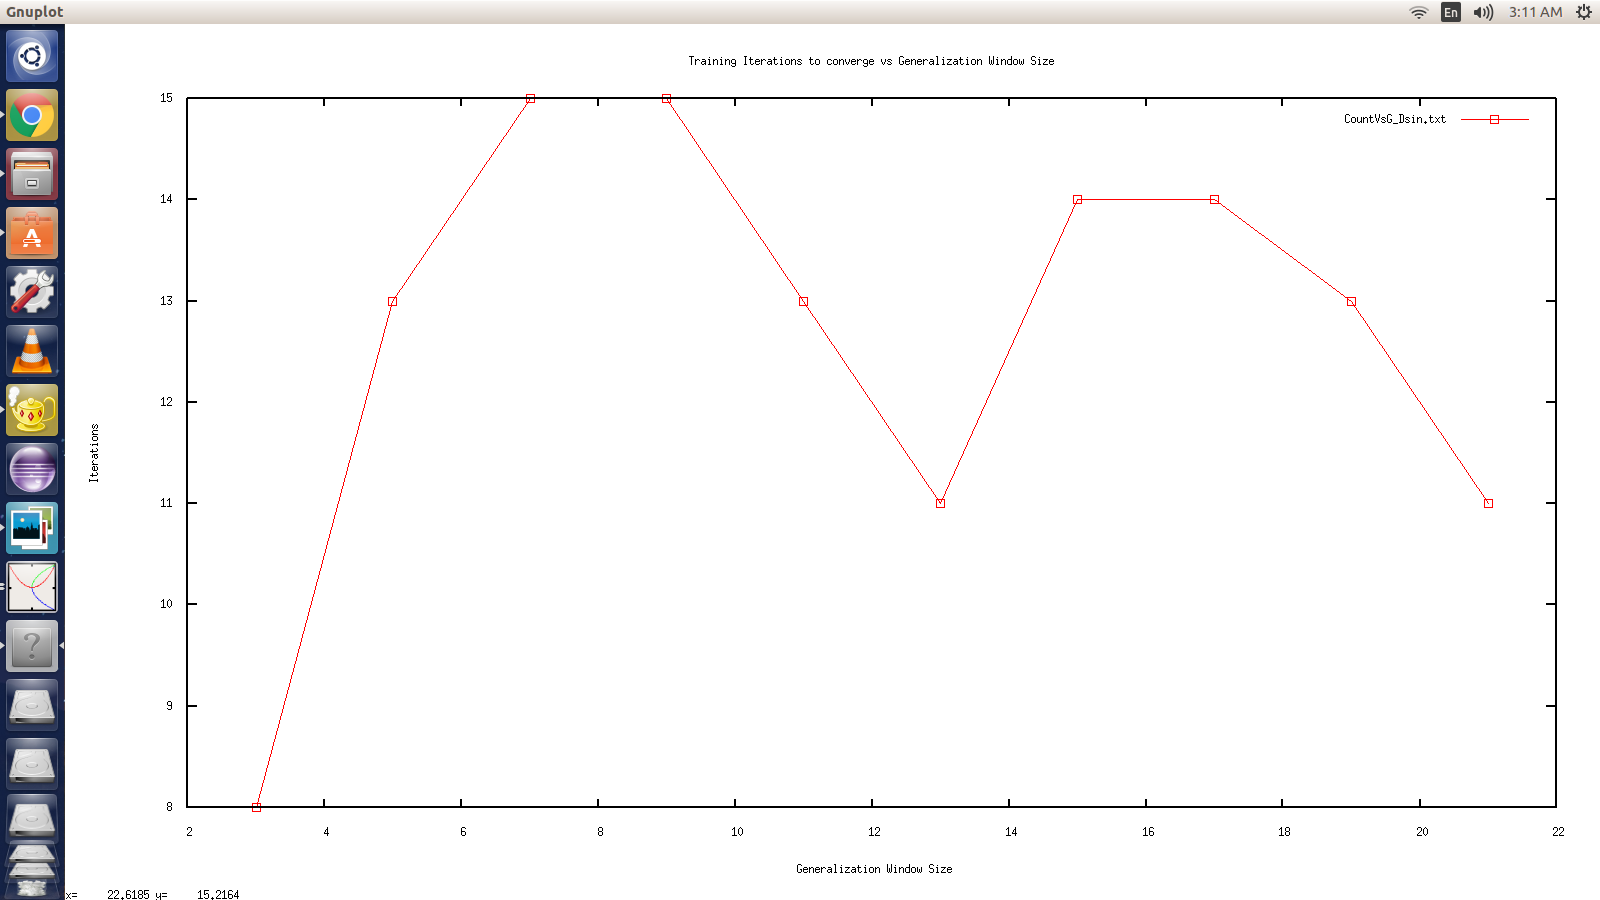 Gnuplot
En
3:11 AM
Training Iterations to converge vs Generalization Window Size
CountVsG_Dsin.txt
15
14
13
12
11
10
9
8
Iterations
2 4 6 8 10 12 14 16 18 20 22
Generalization Window Size
x= 22.6185 y= 15.2164